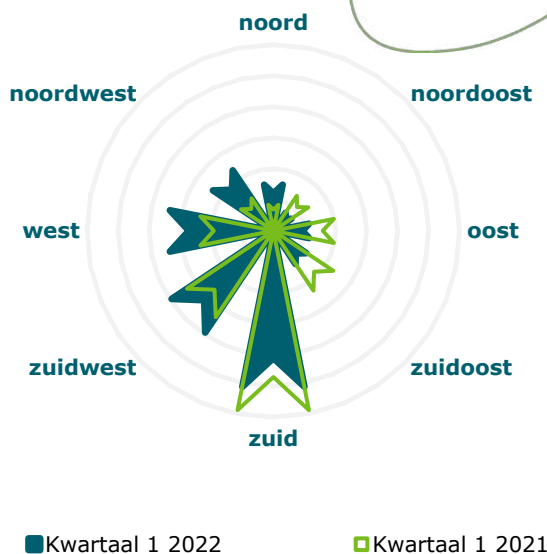 noord
noordwest
noordoost
west
oost
zuidwest
zuidoost
zuid
Kwartaal 1 2022
Kwartaal 1 2021